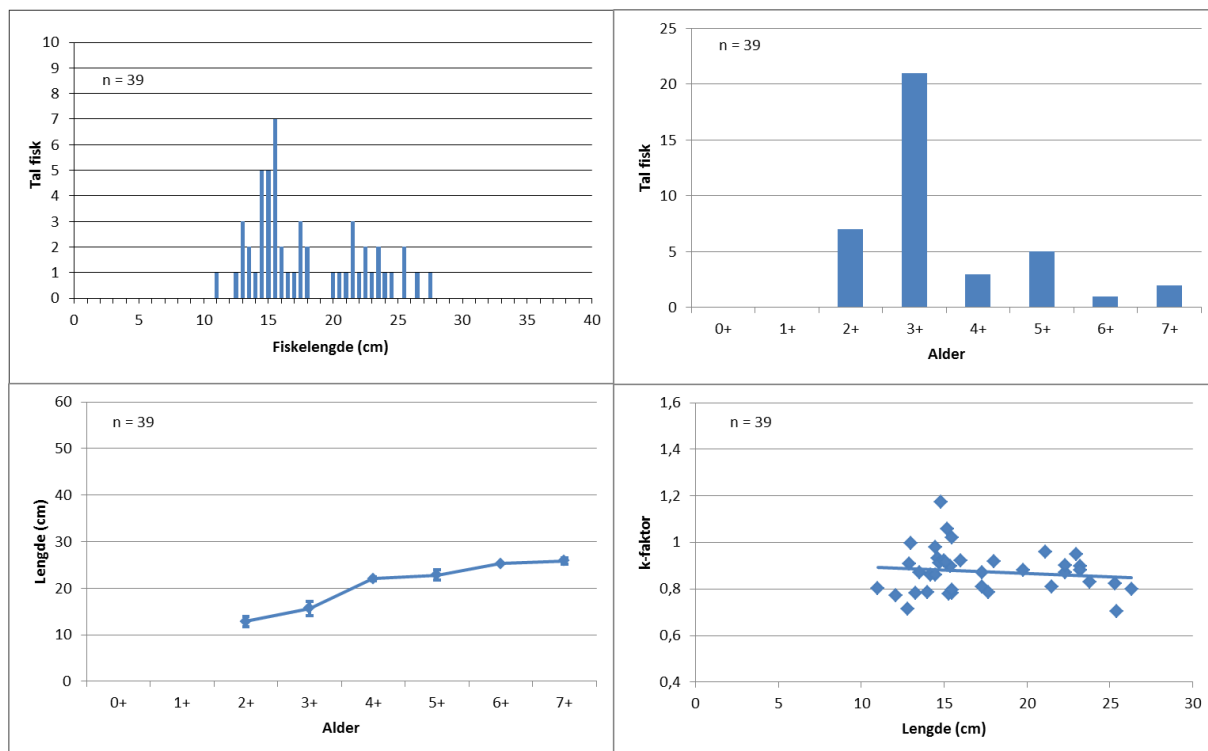 10
9
8
7
6
5
4
3
2
1
0
Tal fisk
n = 39
0 5 10 15 20 25 30 35 40
Fiskelengde (cm)
25
20
15
10
5
0
Tal fisk
n = 39
0+ 1+ 2+ 3+ 4+ 5+ 6+ 7+
Alder
60
50
40
30
20
10
0
Lengde (cm)
n = 39
0+ 1+ 2+ 3+ 4+ 5+ 6+ 7+
Alder
1,6
1,4
1,2
1
0,8
0,6
0,4
k-faktor
n = 39
0 5 10 15 20 25 30
Lengde (cm)